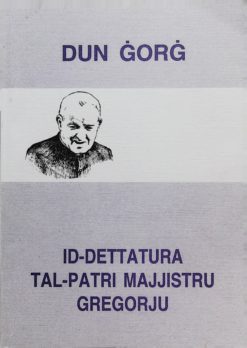 DUN ĠORĠ
ID-DETTATURA
TAL-PATRI MAJJISTRU
GREGORJU